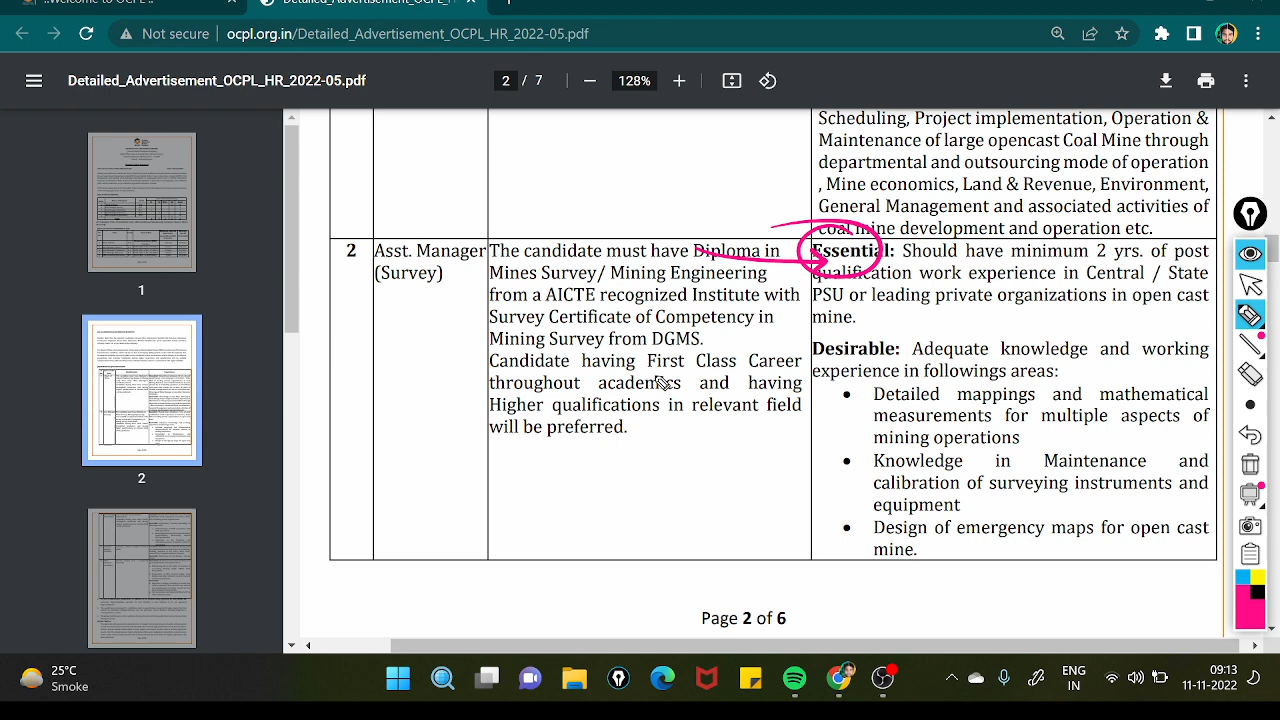 ..Welcome to OCPL ..
Detailed_Advertisement_OCPL_HR
Not secure
ocpl.org.in/Detailed_Advertisement_OCPL_HR_2022-05.pdf
Detailed_Advertisement_OCPL_HR_2022-05.pdf
2 / 7
128%
1
2
Scheduling, Project implementation, Operation &
Maintenance of large opencast Coal Mine through
departmental and outsourcing mode of operation
, Mine economics, Land & Revenue, Environment,
General Management and associated activities of
coal mine development and operation etc.
2
Asst. Manager
(Survey)
The candidate must have Diploma in
Mines Survey/ Mining Engineering
from a AICTE recognized Institute with
Survey Certificate of Competency in
Mining Survey from DGMS.
Candidate having First Class Career
throughout academics and having
Higher qualifications in relevant field
will be preferred.
Essential: Should have minimum 2 yrs. of post
qualification work experience in Central / State
PSU or leading private organizations in open cast
mine.
Desirable: Adequate knowledge and working
experience in followings areas:
• Detailed mappings and mathematical
measurements for multiple aspects of
mining operations
• Knowledge in Maintenance and
calibration of surveying instruments and
equipment
• Design of emergency maps for open cast
mine.
Page 2 of 6
25°C
Smoke
ENG
IN
09:13
11-11-2022